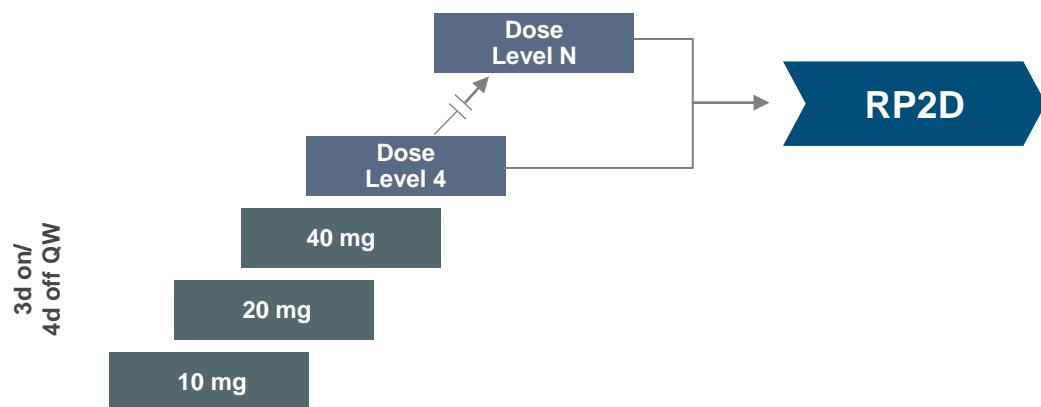 Dose
Level N
RP2D
Dose
Level 4
40 mg
3d on/
4d off QW
20 mg
10 mg